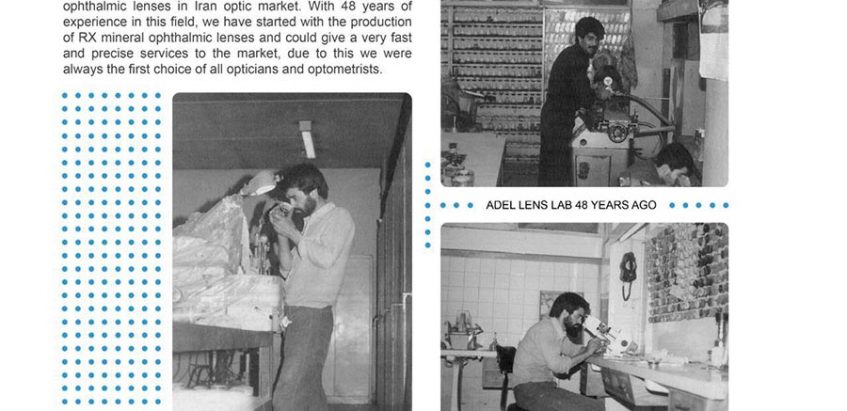 ophthalmic lenses in Iran optic market. With 48 years of
experience in this field, we have started with the production
of RX mineral ophthalmic lenses and could give a very fast
and precise services to the market, due to this we were
always the first choice of all opticians and optometrists.
ADEL LENS LAB 48 YEARS AGO